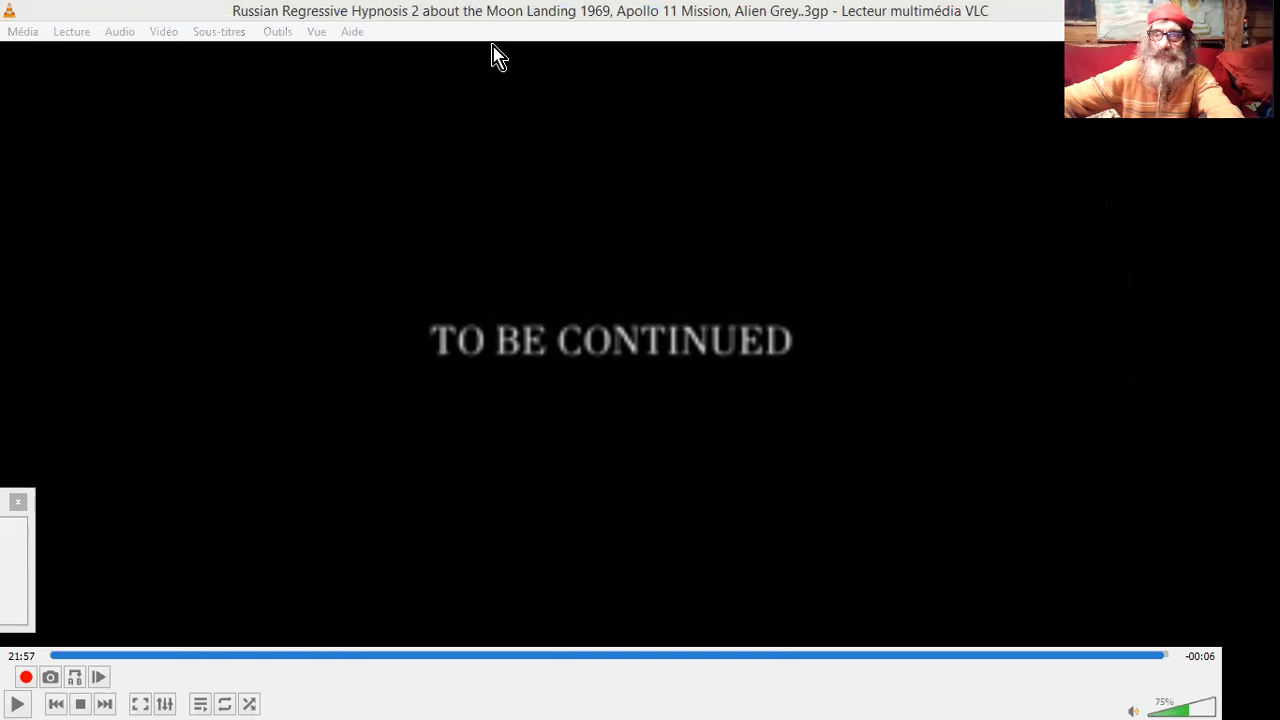 Russian Regressive Hypnosis 2 about the Moon Landing 1969, Apollo 11 Mission, Alien Grey..3gp - Lecteur multimédia VLC
Média Lecture Audio Vidéo Sous-titres Outils Vue Aide
TO BE CONTINUED
x
21:57 -00:06
A B
75%